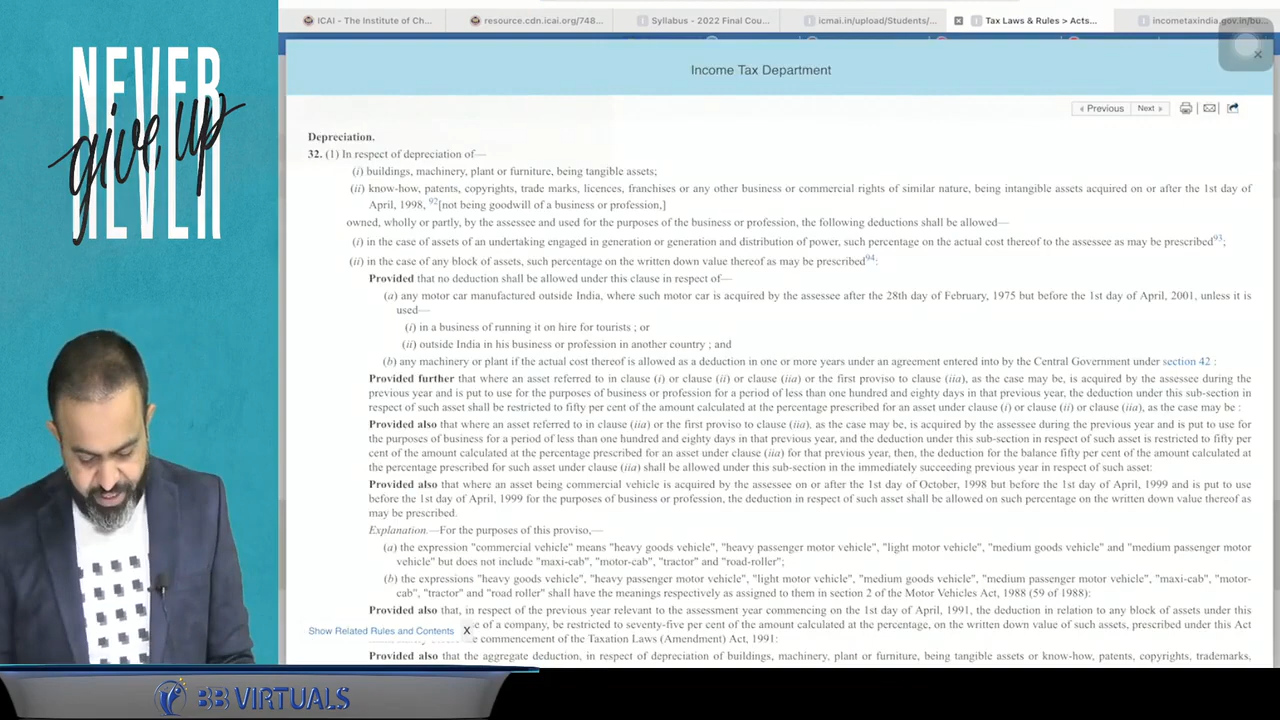 ICAI - The Institute of Ch...
resource.cdn.icai.org/748...
Syllabus - 2022 Final Cou...
icmai.in/upload/Students/...
Tax Laws & Rules > Acts...
incometaxindia.gov.in/bu...
NEVER
give up
NEVER
Income Tax Department
Previous Next
Depreciation.
32. (1) In respect of depreciation of—
(i) buildings, machinery, plant or furniture, being tangible assets;
(ii) know-how, patents, copyrights, trade marks, licences, franchises or any other business or commercial rights of similar nature, being intangible assets acquired on or after the 1st day of
April, 1998, 92[not being goodwill of a business or profession,]
owned, wholly or partly, by the assessee and used for the purposes of the business or profession, the following deductions shall be allowed—
(i) in the case of assets of an undertaking engaged in generation or generation and distribution of power, such percentage on the actual cost thereof to the assessee as may be prescribed93;
(ii) in the case of any block of assets, such percentage on the written down value thereof as may be prescribed94:
Provided that no deduction shall be allowed under this clause in respect of—
(a) any motor car manufactured outside India, where such motor car is acquired by the assessee after the 28th day of February, 1975 but before the 1st day of April, 2001, unless it is
used—
(i) in a business of running it on hire for tourists ; or
(ii) outside India in his business or profession in another country ; and
(b) any machinery or plant if the actual cost thereof is allowed as a deduction in one or more years under an agreement entered into by the Central Government under section 42 :
Provided further that where an asset referred to in clause (i) or clause (ii) or clause (iia) or the first proviso to clause (iia), as the case may be, is acquired by the assessee during the
previous year and is put to use for the purposes of business or profession for a period of less than one hundred and eighty days in that previous year, the deduction under this sub-section in
respect of such asset shall be restricted to fifty per cent of the amount calculated at the percentage prescribed for an asset under clause (i) or clause (ii) or clause (iia), as the case may be :
Provided also that where an asset referred to in clause (iia) or the first proviso to clause (iia), as the case may be, is acquired by the assessee during the previous year and is put to use for
the purposes of business for a period of less than one hundred and eighty days in that previous year, and the deduction under this sub-section in respect of such asset is restricted to fifty per
cent of the amount calculated at the percentage prescribed for an asset under clause (iia) for that previous year, then, the deduction for the balance fifty per cent of the amount calculated at
the percentage prescribed for such asset under clause (iia) shall be allowed under this sub-section in the immediately succeeding previous year in respect of such asset:
Provided also that where an asset being commercial vehicle is acquired by the assessee on or after the 1st day of October, 1998 but before the 1st day of April, 1999 and is put to use
before the 1st day of April, 1999 for the purposes of business or profession, the deduction in respect of such asset shall be allowed on such percentage on the written down value thereof as
may be prescribed.
Explanation.—For the purposes of this proviso,—
(a) the expression "commercial vehicle" means "heavy goods vehicle", "heavy passenger motor vehicle", "light motor vehicle", "medium goods vehicle" and "medium passenger motor
vehicle" but does not include "maxi-cab", "motor-cab", "tractor" and "road-roller";
(b) the expressions "heavy goods vehicle", "heavy passenger motor vehicle", "light motor vehicle", "medium goods vehicle", "medium passenger motor vehicle", "maxi-cab", "motor-
cab", "tractor" and "road roller" shall have the meanings respectively as assigned to them in section 2 of the Motor Vehicles Act, 1988 (59 of 1988):
Provided also that, in respect of the previous year relevant to the assessment year commencing on the 1st day of April, 1991, the deduction in relation to any block of assets under this
e of a company, be restricted to seventy-five per cent of the amount calculated at the percentage, on the written down value of such assets, prescribed under this Act
Show Related Rules and Contents X
commencement of the Taxation Laws (Amendment) Act, 1991:
Provided also that the aggregate deduction, in respect of depreciation of buildings, machinery, plant or furniture, being tangible assets or know-how, patents, copyrights, trademarks,
BB VIRTUALS